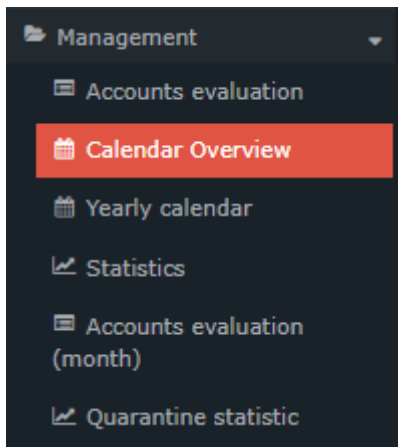 Management
Accounts evaluation
Calendar Overview
Yearly calendar
Statistics
Accounts evaluation
(month)
Quarantine statistic